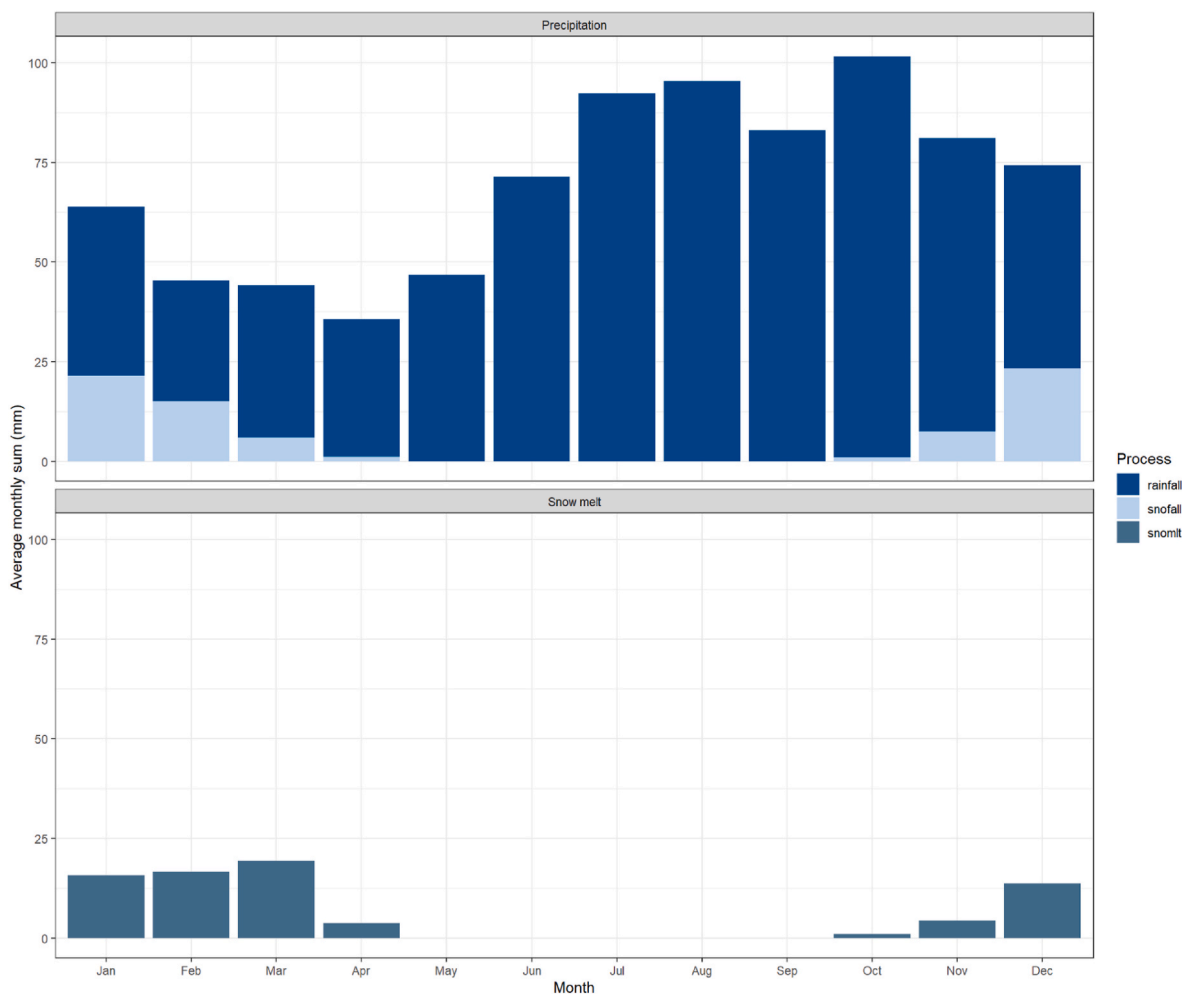 Precipitation
100
75
50
25
0
Snow melt
100
75
50
25
0
Jan Feb Mar Apr May Jun Jul Aug Sep Oct Nov Dec
Month
Average monthly sum (mm)
Process
rainfall
snofall
snomlt